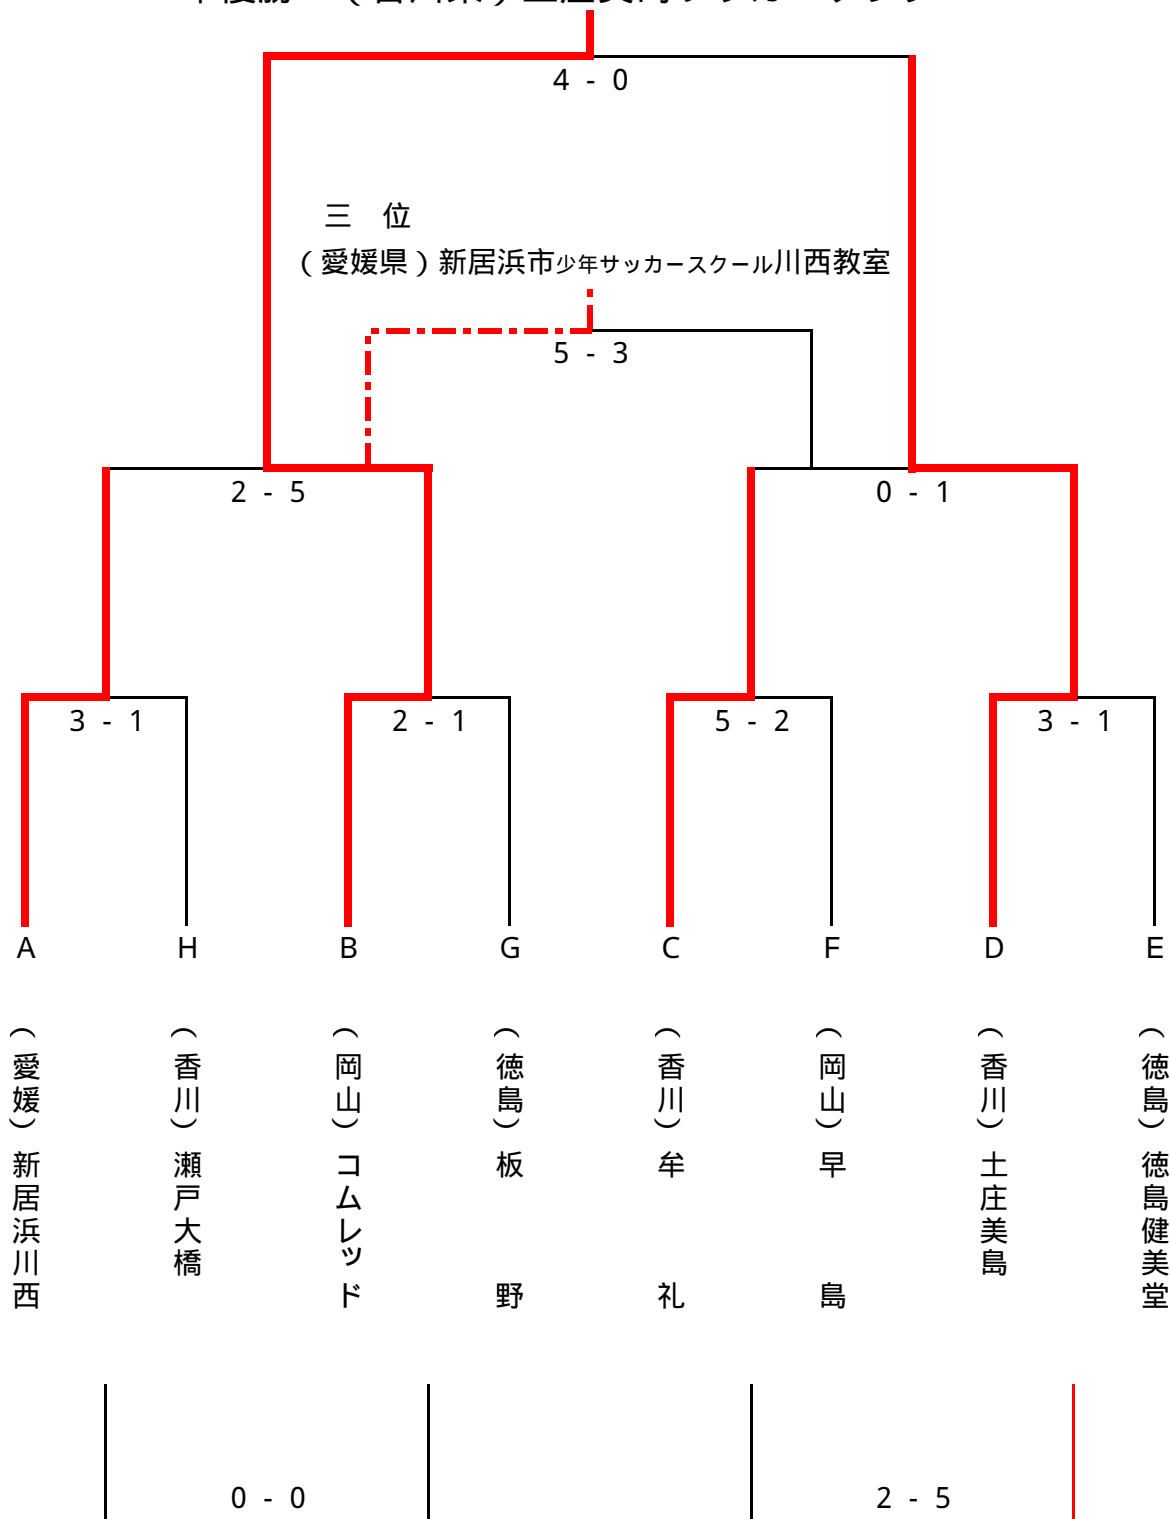 4 - 0
三　位
（愛媛県）新居浜市少年サッカースクール川西教室
5 - 3
2 - 5
0 - 1
3 - 1
2 - 1
5 - 2
3 - 1
A
H
B
G
C
F
D
E
（愛媛）新居浜川西
（香川）瀬戸大橋
（岡山）コムレッド
（徳島）板野
（香川）牟礼
（岡山）早島
（香川）土庄美島
（徳島）徳島健美堂
0 - 0
2 - 5